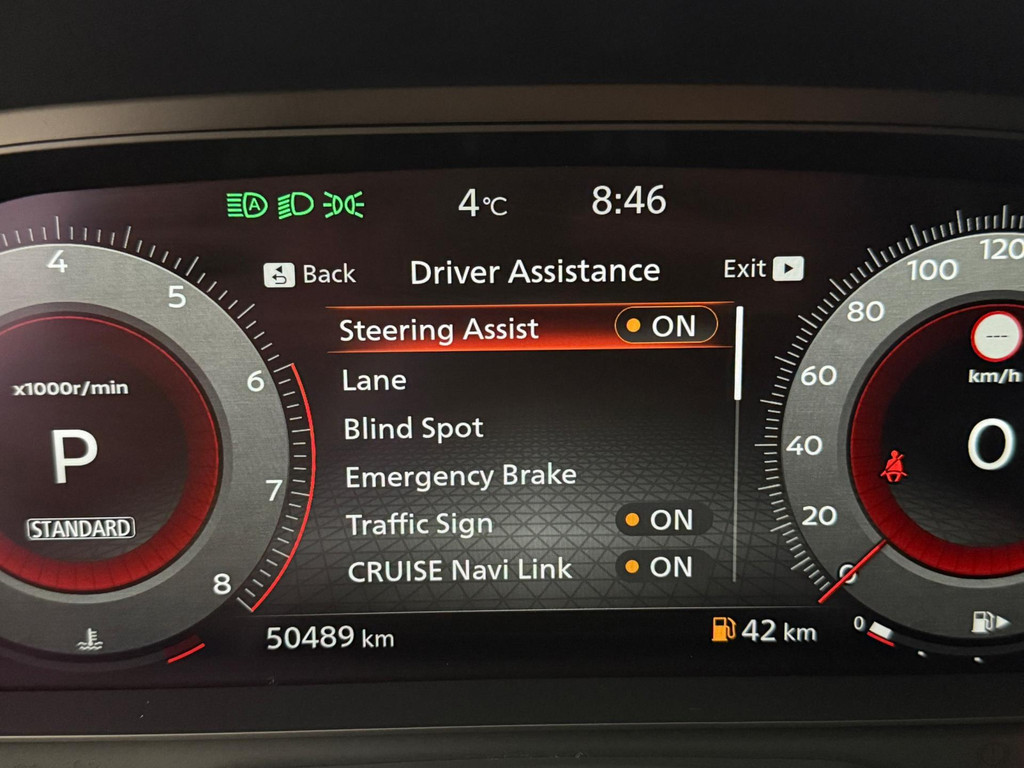 4°C 8:46
Back Driver Assistance Exit
Steering Assist ON
Lane
Blind Spot
Emergency Brake
Traffic Sign ON
CRUISE Navi Link ON
50489 km
42 km
4
5
6
7
8
x1000r/min
P
STANDARD
120
100
80
60
40
20
0
---
km/h
0
0
A